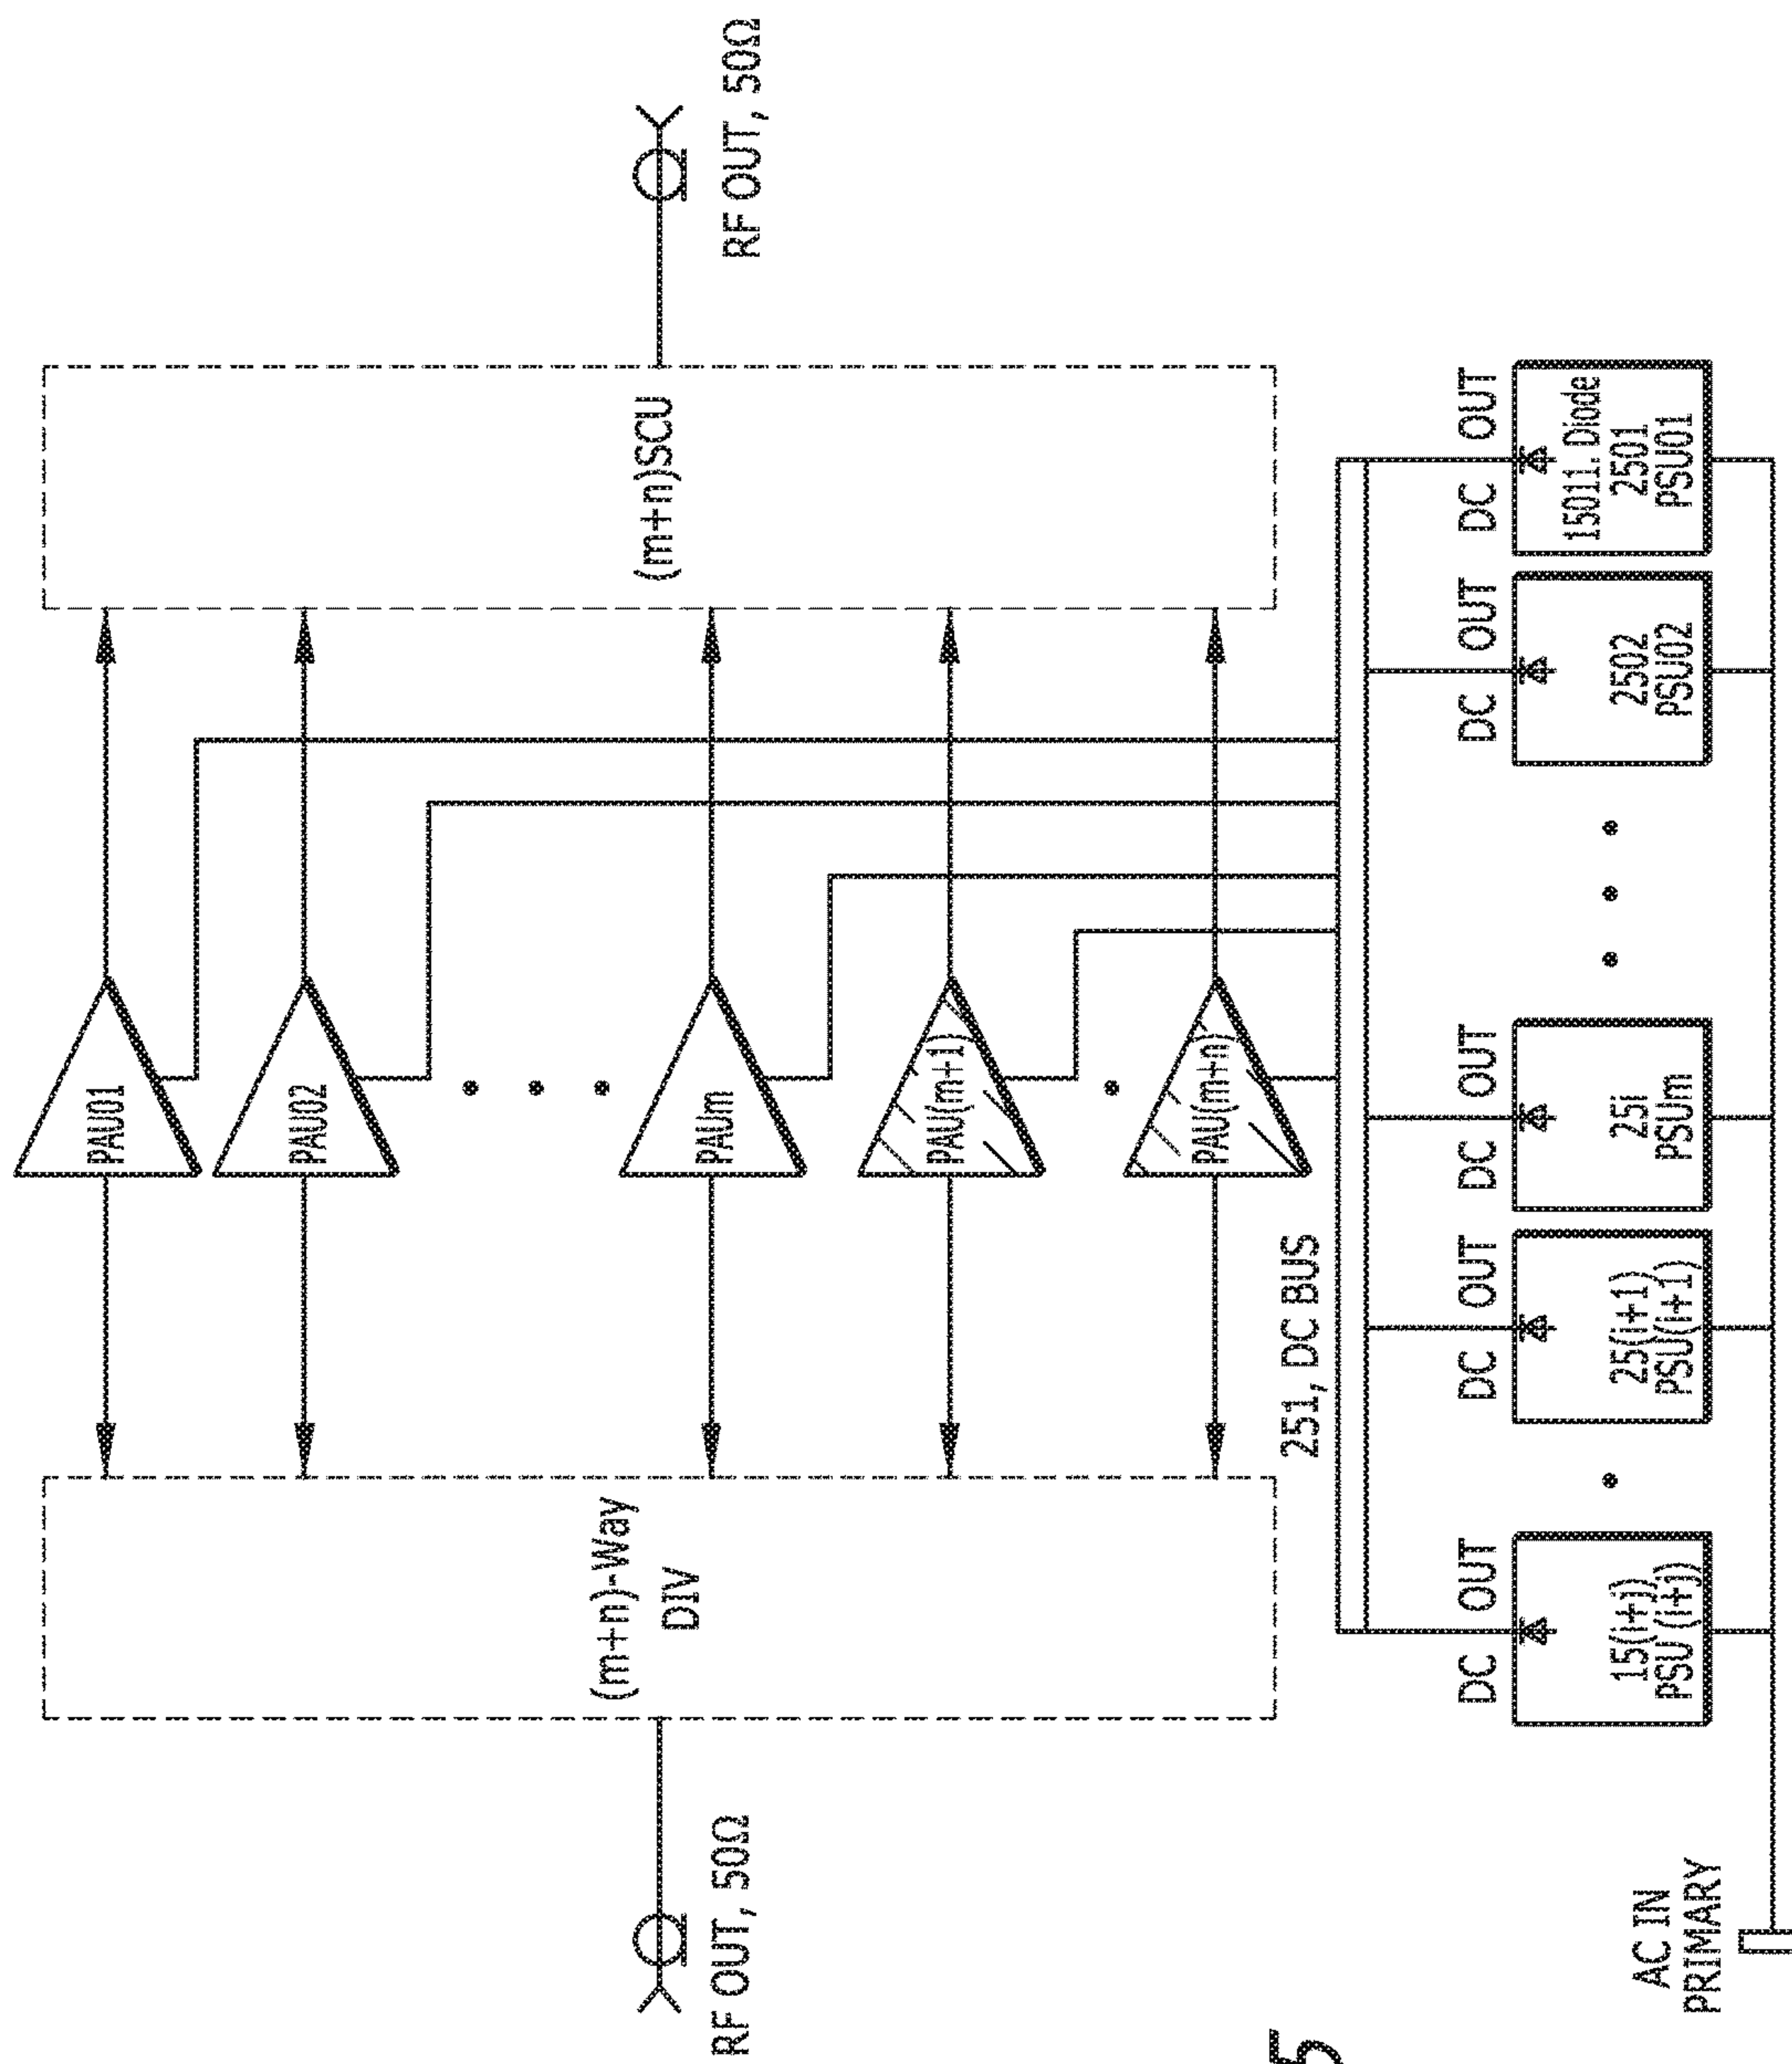 RF OUT, 50Ω
(m+n)-Way
DIV
PAU01
PAU02
PAUm
PAU(m+1)
PAU(m+n)
(m+n)SCU
RF OUT, 50Ω
251, DC BUS
DC OUT
15(i+j)
PSU (i+j)
DC OUT
25(i+1)
PSU(i+1)
DC OUT
25i
PSUm
DC OUT
2502
PSU02
DC OUT
15011. Diode
2501
PSU01
AC IN
PRIMARY
5